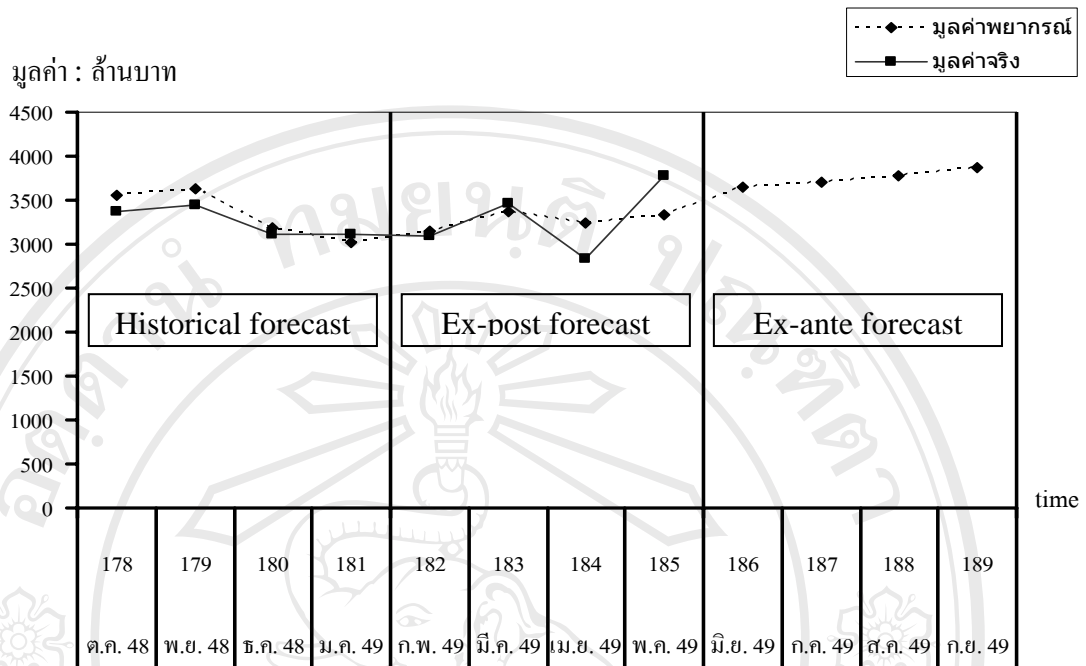 มูลค่าพยากรณ์
มูลค่าจริง
มูลค่า : ล้านบาท
4500
4000
3500
3000
2500
2000
1500
1000
500
0
Historical forecast
Ex-post forecast
Ex-ante forecast
time
178 179 180 181 182 183 184 185 186 187 188 189
ต.ค. 48 พ.ย. 48 ธ.ค. 48 ม.ค. 49 ก.พ. 49 มี.ค. 49 เม.ย. 49 พ.ค. 49 มิ.ย. 49 ก.ค. 49 ส.ค. 49 ก.ย. 49